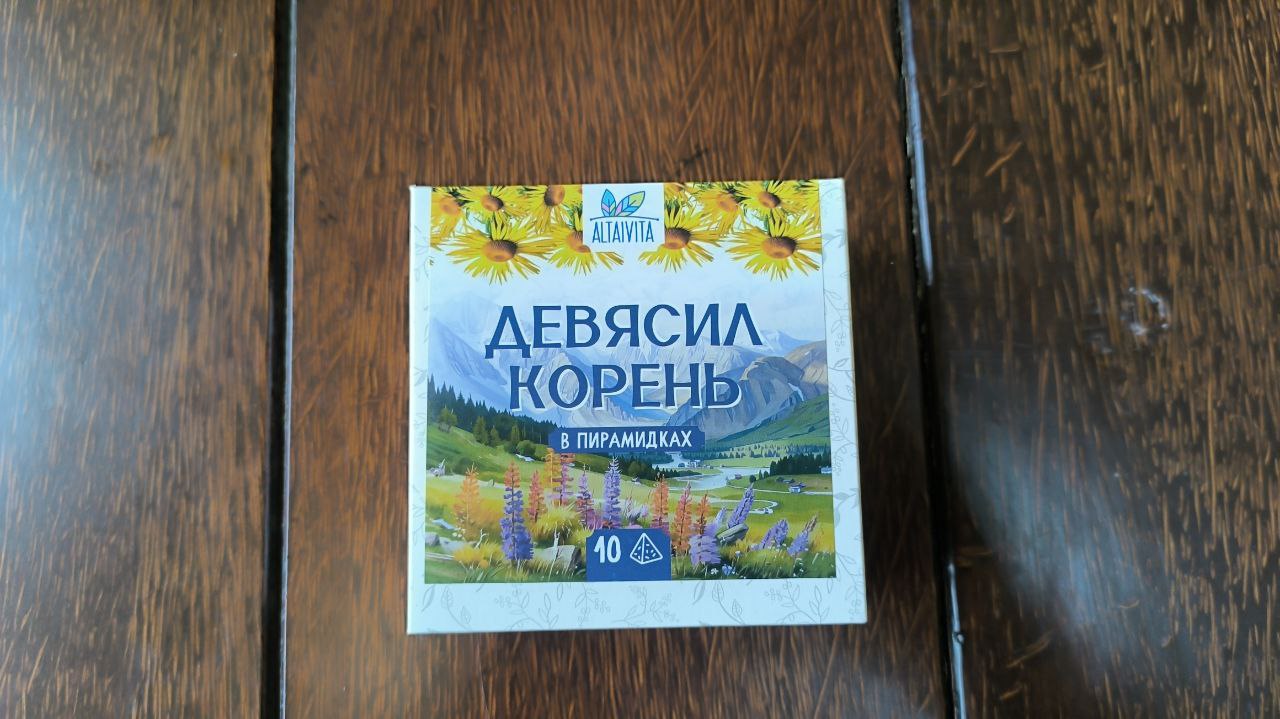 ALTAIVITA
ДЕВЯСИЛ
КОРЕНЬ
В ПИРАМИДКАХ
10